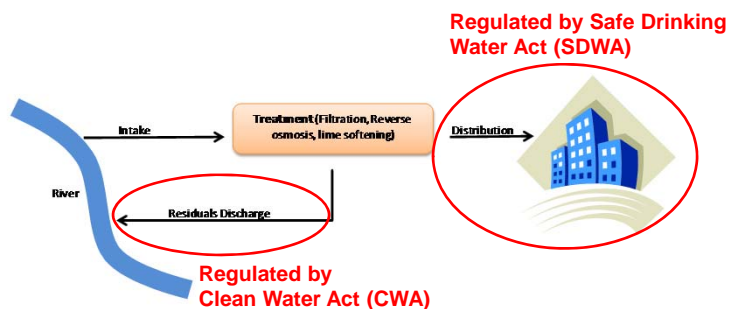 Regulated by Safe Drinking
Water Act (SDWA)
Intake
Treatment (Filtration, Reverse
osmosis, lime softening)
Distribution
River
Residuals Discharge
Regulated by
Clean Water Act (CWA)